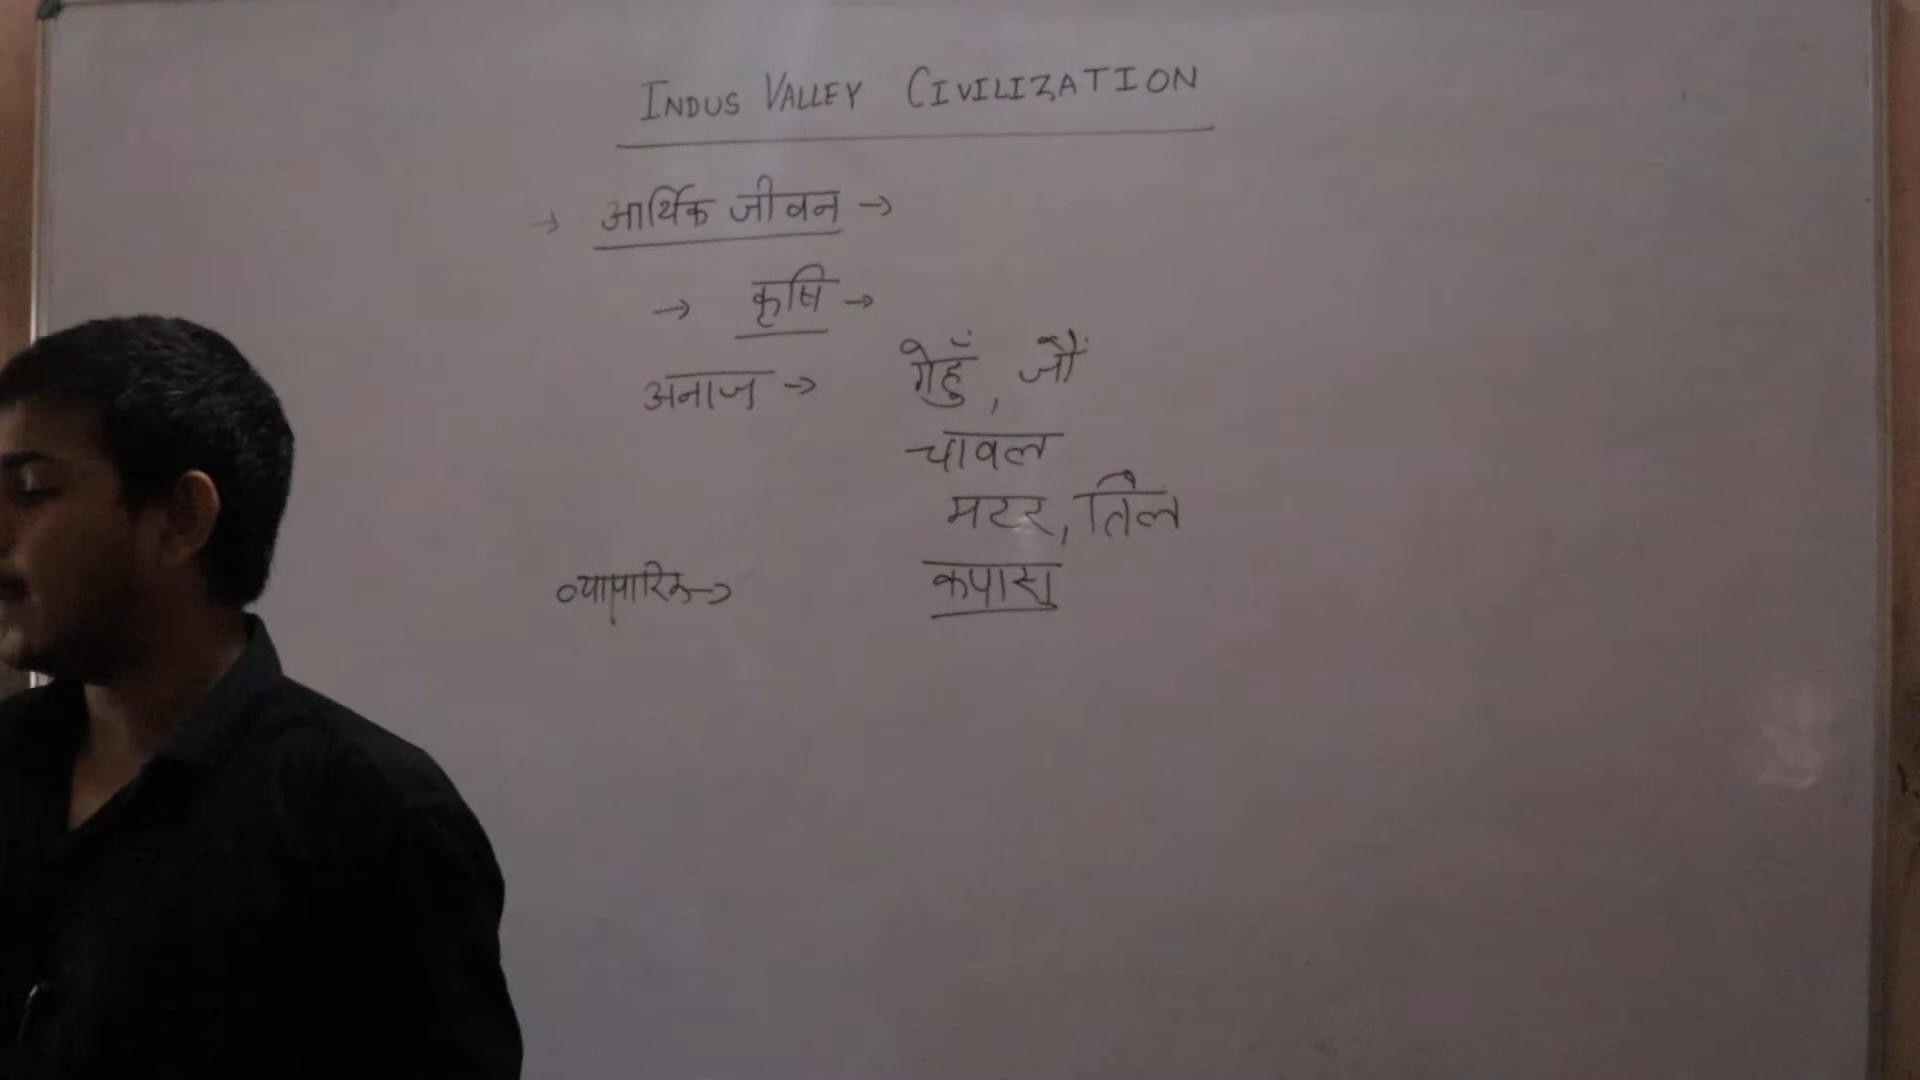 INDUS VALLEY CIVILIZATION
→ आर्थिक जीवन →
→ कृषि →
अनाज → गेहुँ, जौ
चावल
मटर, तिल
व्यापारिक → कपास